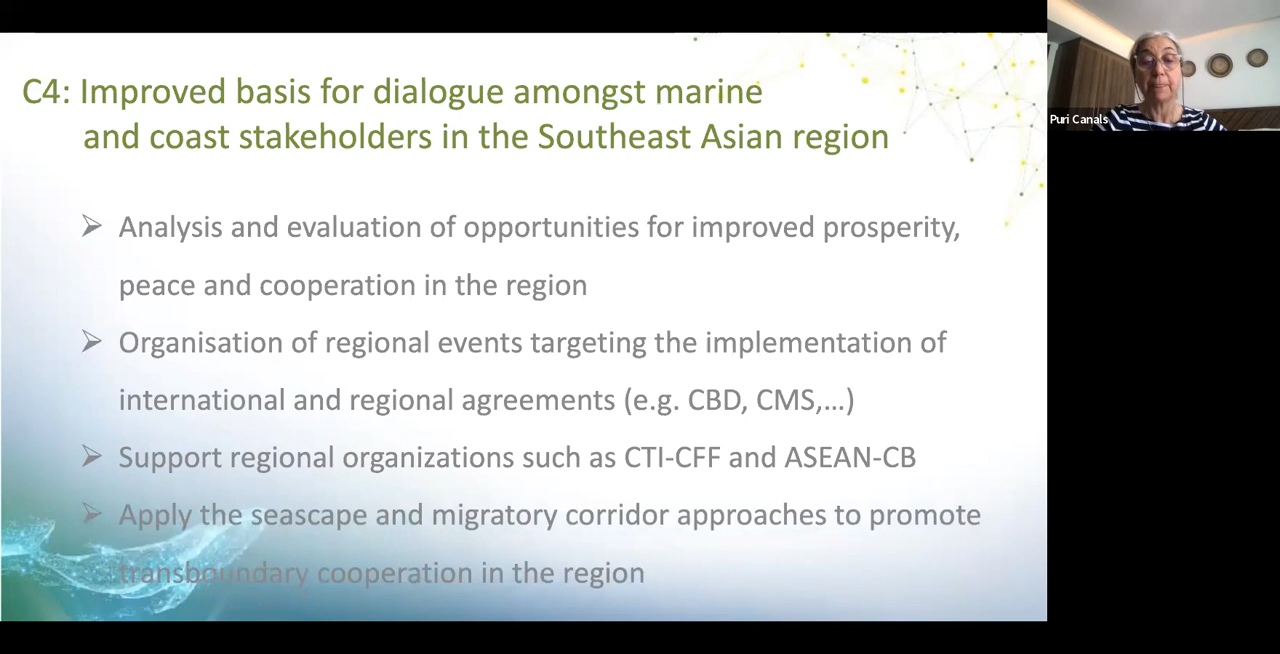 C4: Improved basis for dialogue amongst marine
and coast stakeholders in the Southeast Asian region
Puri Canals
➢ Analysis and evaluation of opportunities for improved prosperity,
peace and cooperation in the region
➢ Organisation of regional events targeting the implementation of
international and regional agreements (e.g. CBD, CMS,...)
➢ Support regional organizations such as CTI-CFF and ASEAN-CB
➢ Apply the seascape and migratory corridor approaches to promote
transboundary cooperation in the region